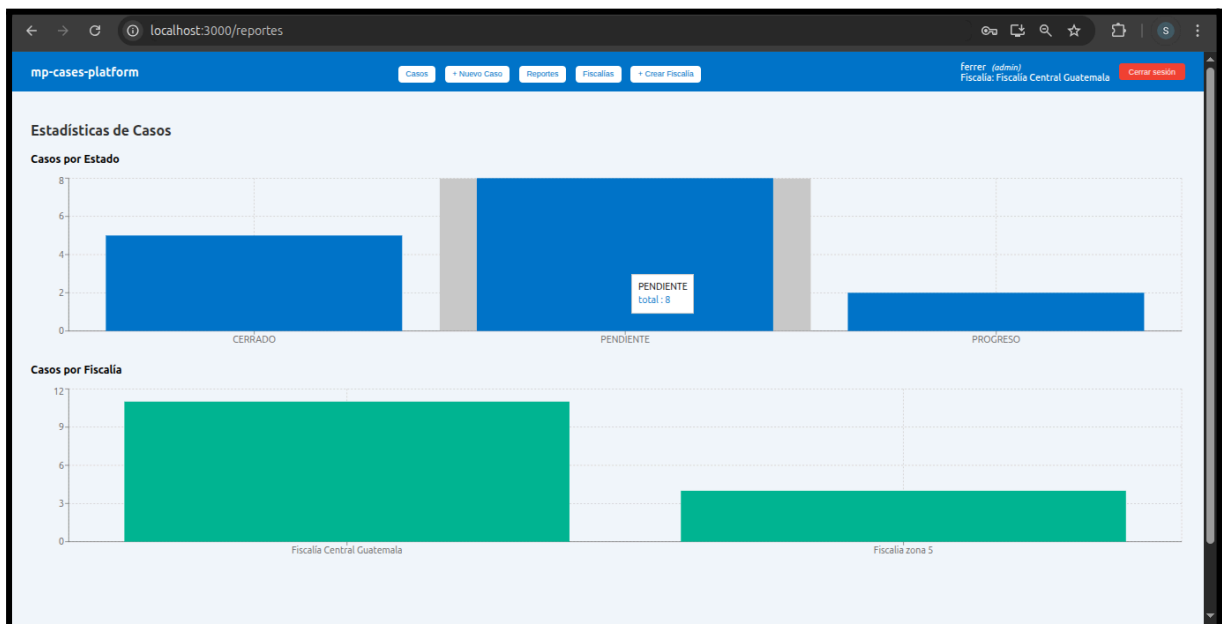 localhost:3000/reportes
S
mp-cases-platform
Casos
+ Nuevo Caso
Reportes
Fiscalías
+ Crear Fiscalía
ferrer (admin)
Fiscalía: Fiscalía Central Guatemala
Cerrar sesión
Estadísticas de Casos
Casos por Estado
8
6
4
2
0
PENDIENTE
total : 8
CERRADO
PENDIENTE
PROGRESO
Casos por Fiscalía
12
9
6
3
0
Fiscalía Central Guatemala
Fiscalia zona 5